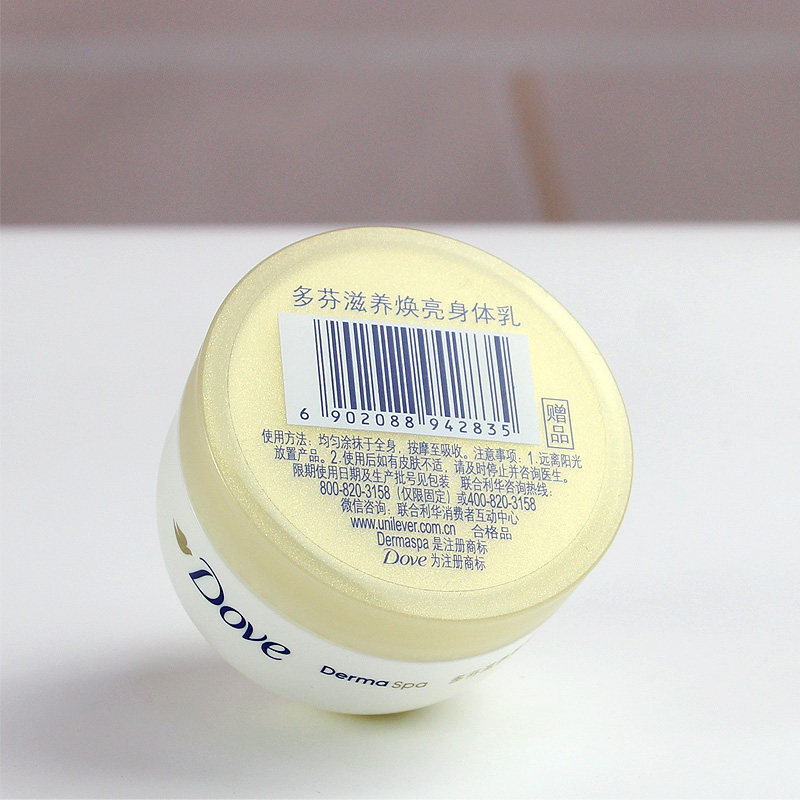 多芬滋养焕亮身体乳
6 902088 942835
赠品
使用方法：均匀涂抹于全身，按摩至吸收。注意事项：1.远离阳光
放置产品。2.使用后如有皮肤不适，请及时停止并咨询医生。
限期使用日期及生产批号见包装 联合利华咨询热线：
800-820-3158（仅限固定）或400-820-3158
微信咨询：联合利华消费者互动中心
www.unilever.com.cn 合格品
Dermaspa 是注册商标
Dove 为注册商标
Dove
DermaSpa